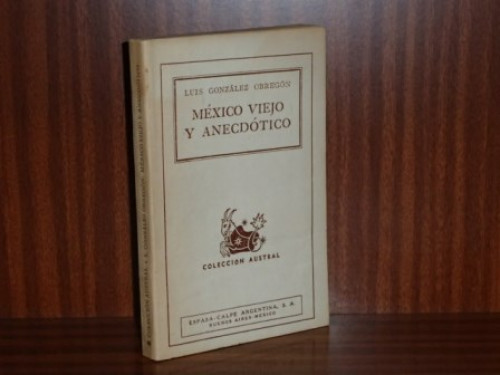 LUIS GONZÁLEZ OBREGÓN
MÉXICO VIEJO
Y ANECDÓTICO
COLECCIÓN AUSTRAL
ESPASA-CALPE ARGENTINA, S. A.
BUENOS AIRES-MÉXICO